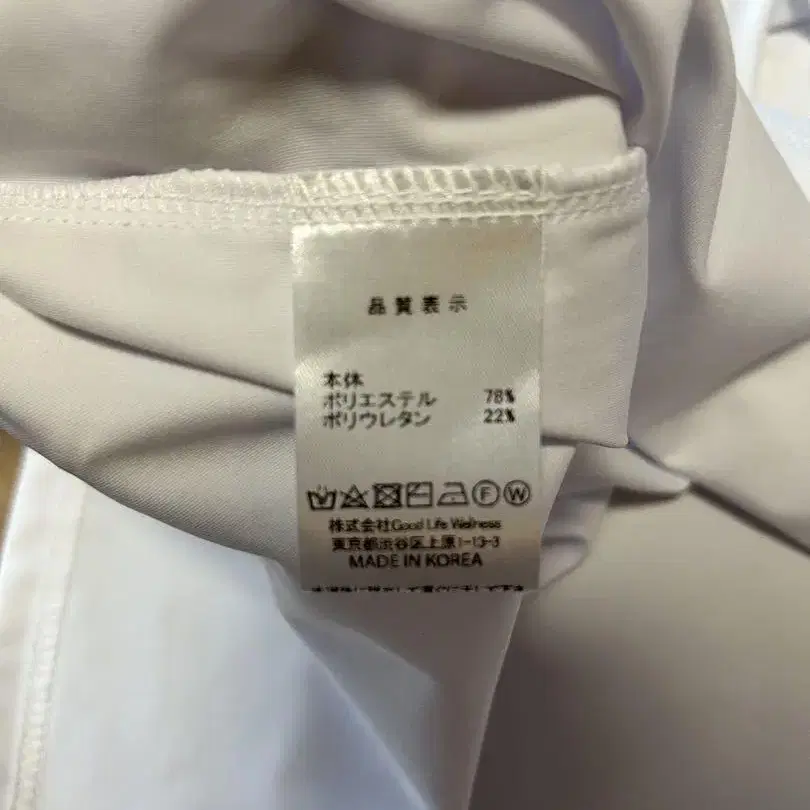 品質表示
本体
ポリエステル 78%
ポリウレタン 22%
F W
株式会社Good Life Wellness
東京都渋谷区上原1-13-3
MADE IN KOREA